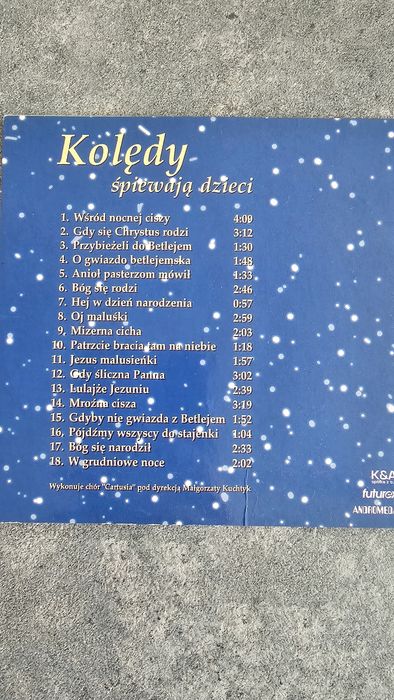 Kolędy
śpiewają dzieci
1. Wśród nocnej ciszy 4:09
2. Gdy się Chrystus rodzi 3:12
3. Przybieżeli do Betlejem 1:30
4. O gwiazdo betlejemska 1:48
5. Anioł pasterzom mówił 1:33
6. Bóg się rodzi 2:46
7. Hej w dzień narodzenia 0:57
8. Oj maluśki 2:59
9, Mizerna cicha 2:03
10. Patrzcie bracia tam na niebie 1:18
11. Jezus malusieńki 1:57
12. Gdy śliczna Panna 3:02
13. Lulajże Jezuniu 2:39
14. Mroźna cisza 3:19
15. Gdyby nie gwiazda z Betlejem 1:52
16, Pójdźmy wszyscy do stajenki 1:04
17. Bóg się narodził 2:33
18. W grudniowe noce 2:02
Wykonuje chór "Cartusia" pod dyrekcją Małgorzaty Kuchtyk
K&A
spółka z o
futurex
ANDROMEDA